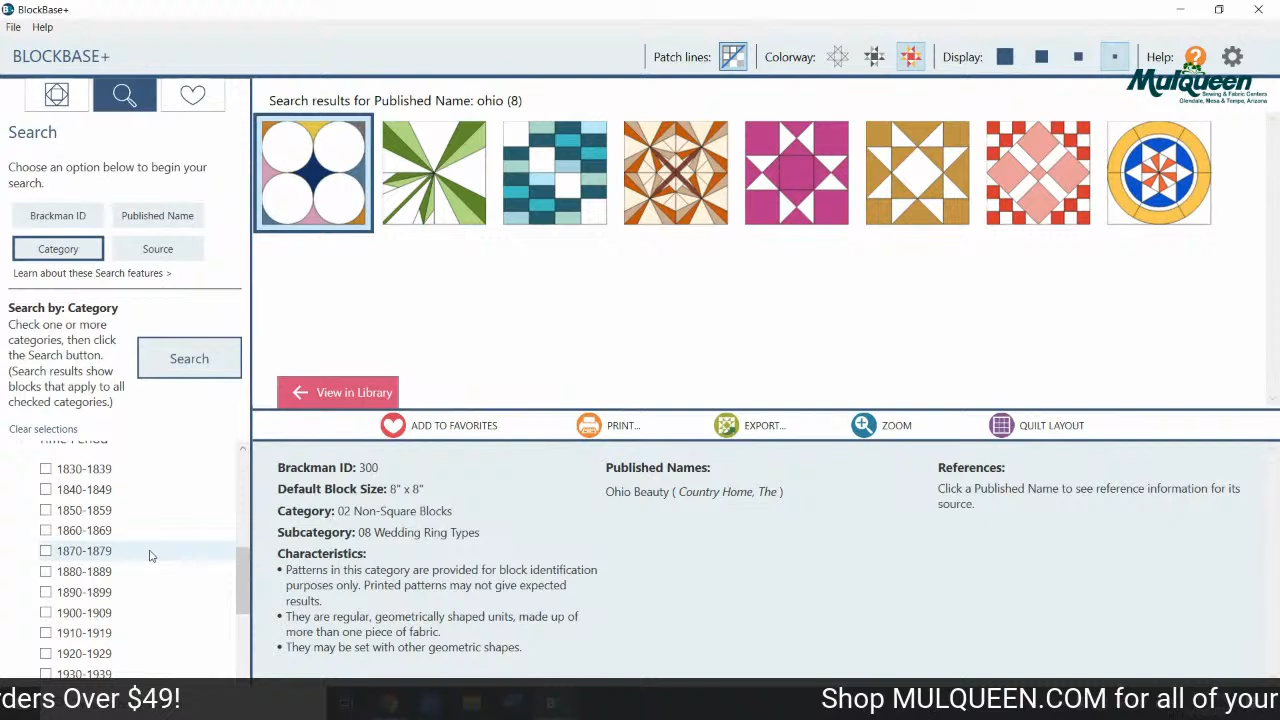 BlockBase+
File Help
BLOCKBASE+
Patch lines:
Colorway:
Display:
Help:
Mulqueen
Sewing & Fabric Centers
Glendale, Mesa & Tempe, Arizona
Search
Choose an option below to begin your
search.
Brackman ID
Published Name
Category
Source
Learn about these Search features >
Search by: Category
Check one or more
categories, then click
the Search button.
(Search results show
blocks that apply to all
checked categories.)
Search
Clear selections
Time Period
1830-1839
1840-1849
1850-1859
1860-1869
1870-1879
1880-1889
1890-1899
1900-1909
1910-1919
1920-1929
1930-1939
Search results for Published Name: ohio (8)
View in Library
ADD TO FAVORITES
PRINT...
EXPORT...
ZOOM
QUILT LAYOUT
Brackman ID: 300
Default Block Size: 8" x 8"
Category: 02 Non-Square Blocks
Subcategory: 08 Wedding Ring Types
Characteristics:
• Patterns in this category are provided for block identification
purposes only. Printed patterns may not give expected
results.
• They are regular, geometrically shaped units, made up of
more than one piece of fabric.
• They may be set with other geometric shapes.
Published Names:
Ohio Beauty ( Country Home, The )
References:
Click a Published Name to see reference information for its
source.
rders Over $49!
Shop MULQUEEN.COM for all of your